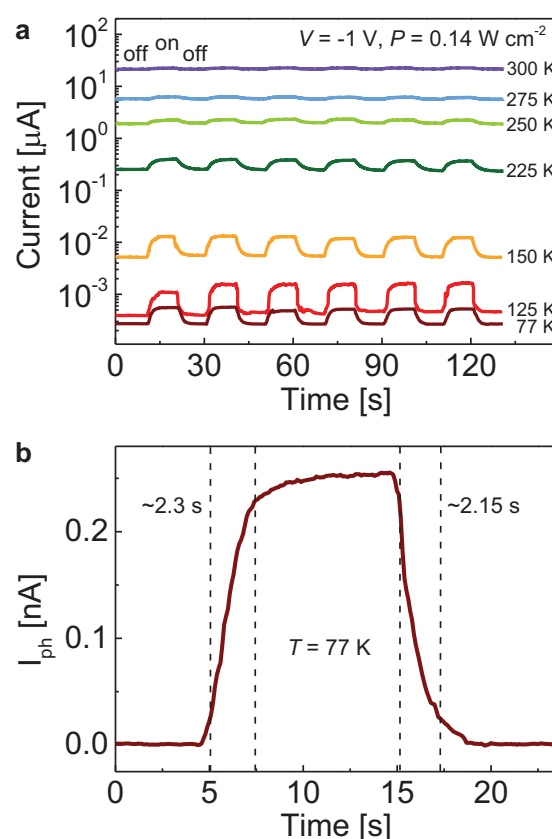 a
off on off
V = -1 V, P = 0.14 W cm⁻²
10²
10¹
10⁰
10⁻¹
10⁻²
10⁻³
Current [µA]
300 K
275 K
250 K
225 K
150 K
125 K
77 K
0 30 60 90 120
Time [s]
b
~2.3 s
~2.15 s
0.2
0.1
0.0
I_ph [nA]
T = 77 K
0 5 10 15 20
Time [s]